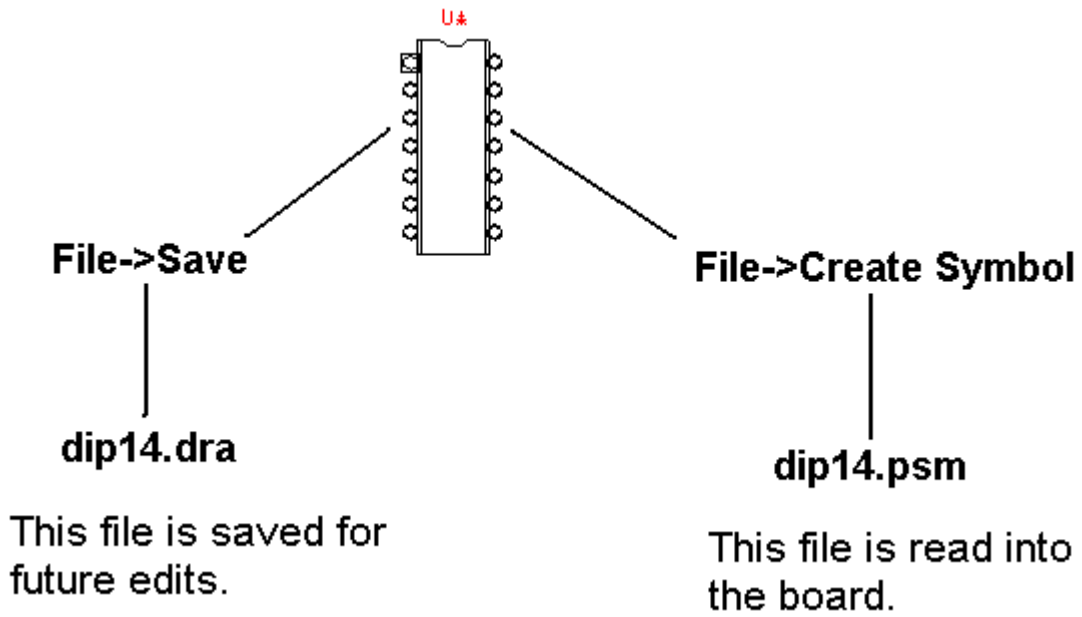 U*
File->Save
File->Create Symbol
dip14.dra
dip14.psm
This file is saved for
future edits.
This file is read into
the board.